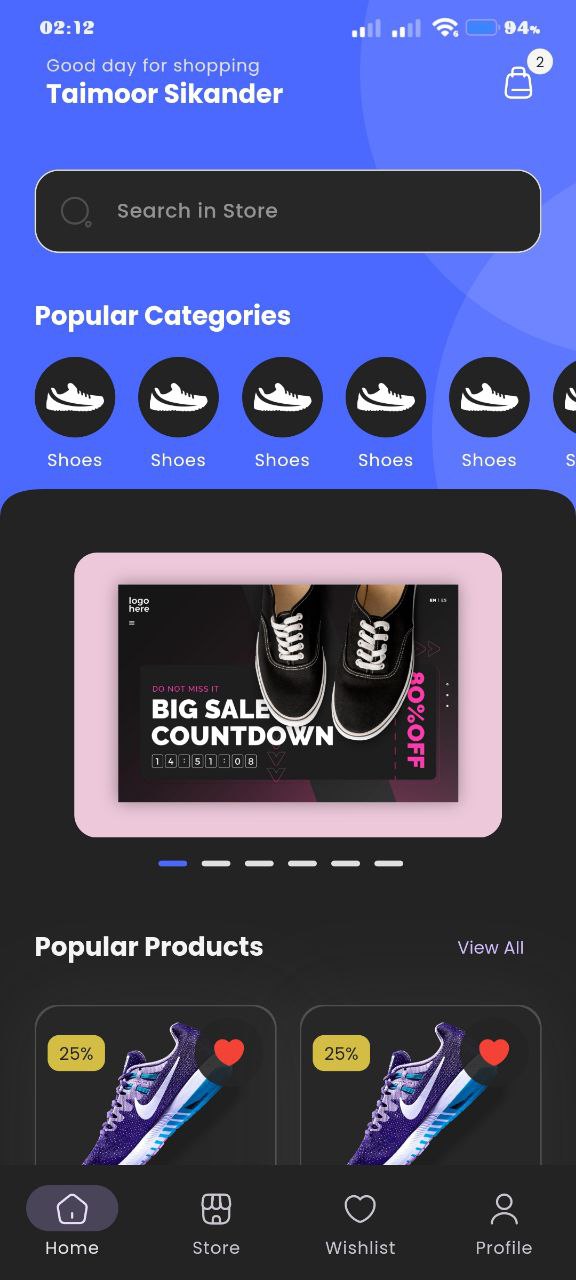 02:12
94%
Good day for shopping
Taimoor Sikander
2
Search in Store
Popular Categories
Shoes Shoes Shoes Shoes Shoes S
logo
here
EN | ES
DO NOT MISS IT
BIG SALE
COUNTDOWN
14:51:08
80%OFF
Popular Products
View All
25%
25%
Home Store Wishlist Profile